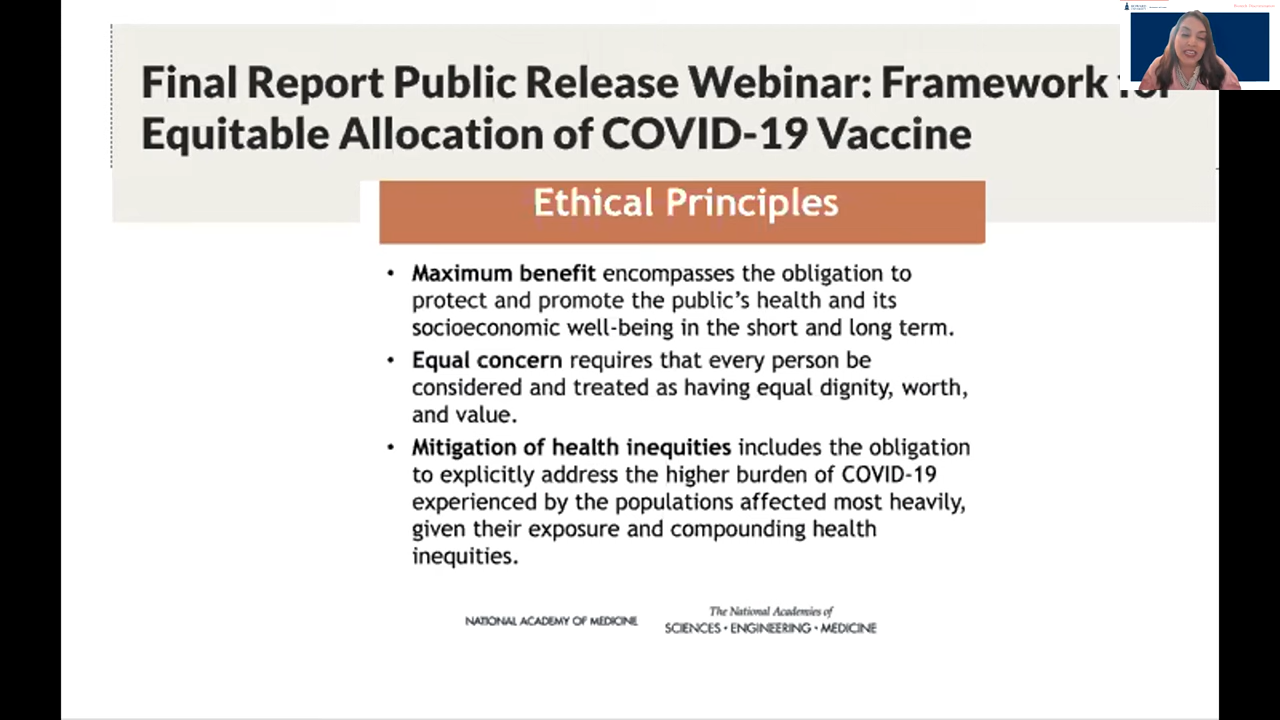 Final Report Public Release Webinar: Framework for
Equitable Allocation of COVID-19 Vaccine
Ethical Principles
• Maximum benefit encompasses the obligation to
protect and promote the public's health and its
socioeconomic well-being in the short and long term.
• Equal concern requires that every person be
considered and treated as having equal dignity, worth,
and value.
• Mitigation of health inequities includes the obligation
to explicitly address the higher burden of COVID-19
experienced by the populations affected most heavily,
given their exposure and compounding health
inequities.
NATIONAL ACADEMY OF MEDICINE
The National Academies of
SCIENCES • ENGINEERING • MEDICINE